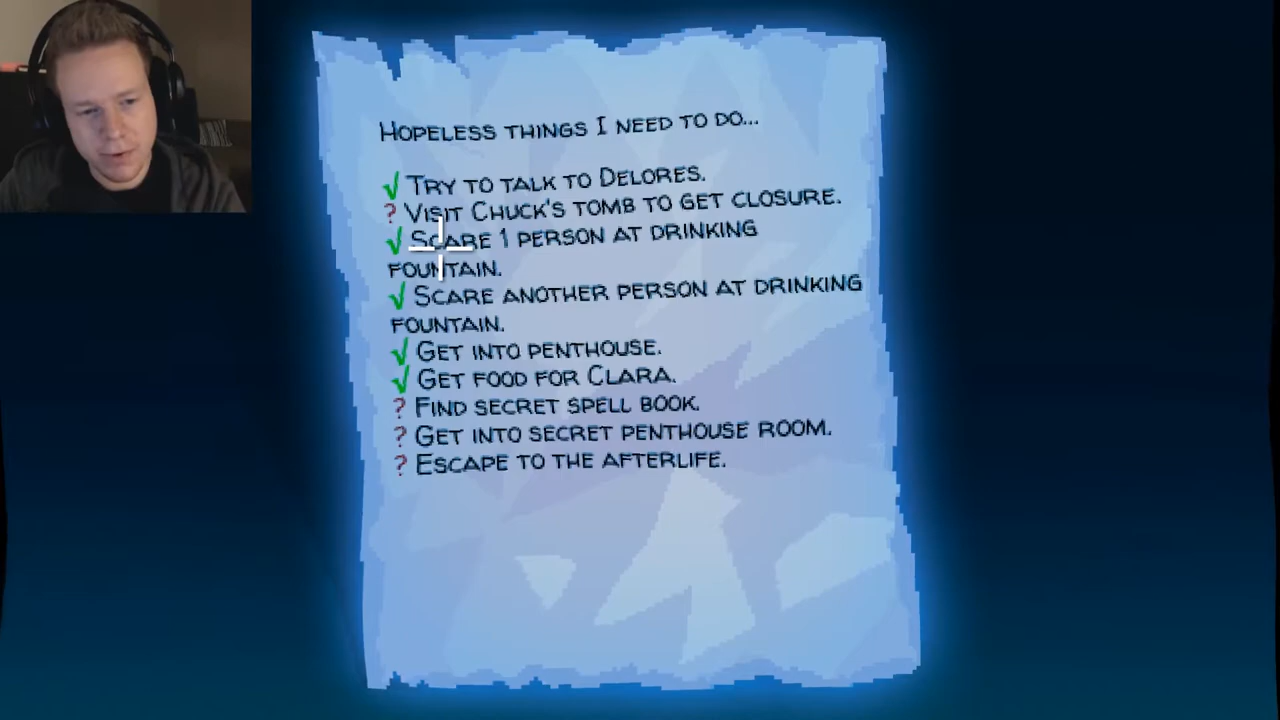 Hopeless things I need to do...
√ Try to talk to Delores.
? Visit Chuck's tomb to get closure.
√ Scare 1 person at drinking
fountain.
√ Scare another person at drinking
fountain.
√ Get into penthouse.
√ Get food for Clara.
? Find secret spell book.
? Get into secret penthouse room.
? Escape to the afterlife.